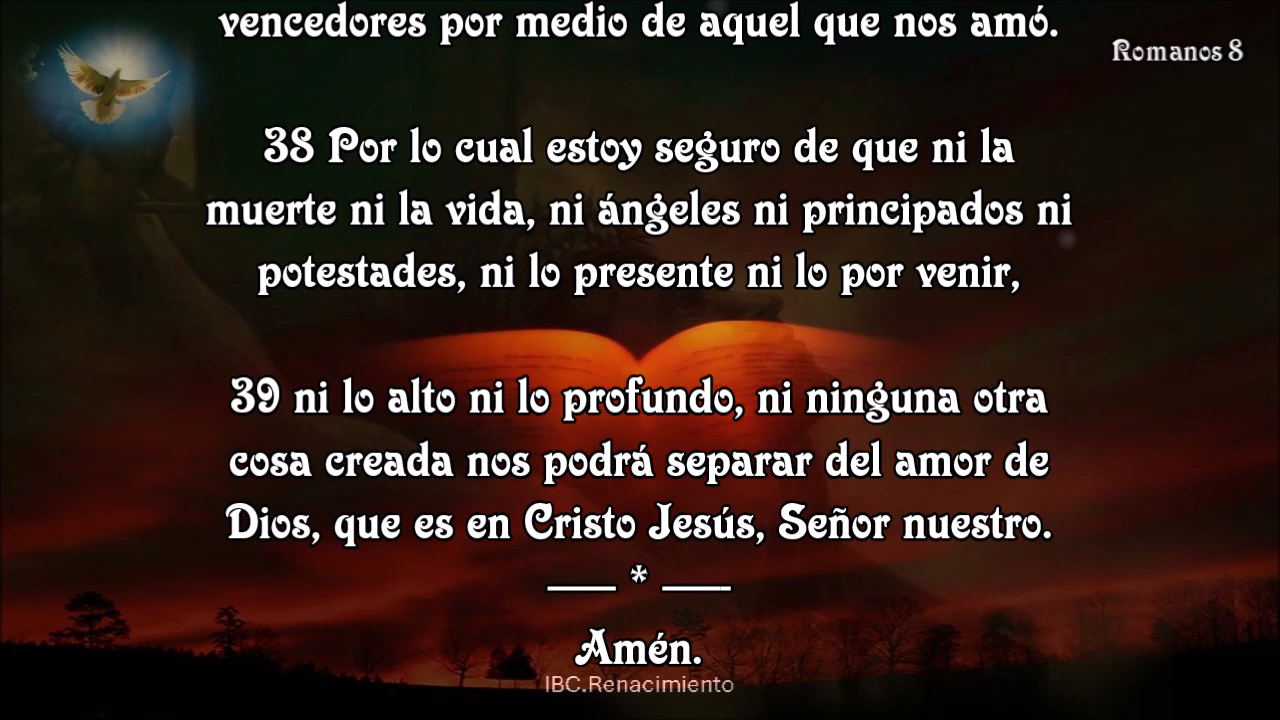 vencedores por medio de aquel que nos amó.
Romanos 8
38 Por lo cual estoy seguro de que ni la
muerte ni la vida, ni ángeles ni principados ni
potestades, ni lo presente ni lo por venir,
39 ni lo alto ni lo profundo, ni ninguna otra
cosa creada nos podrá separar del amor de
Dios, que es en Cristo Jesús, Señor nuestro.
—— * ——-
Amén.
IBC.Renacimiento